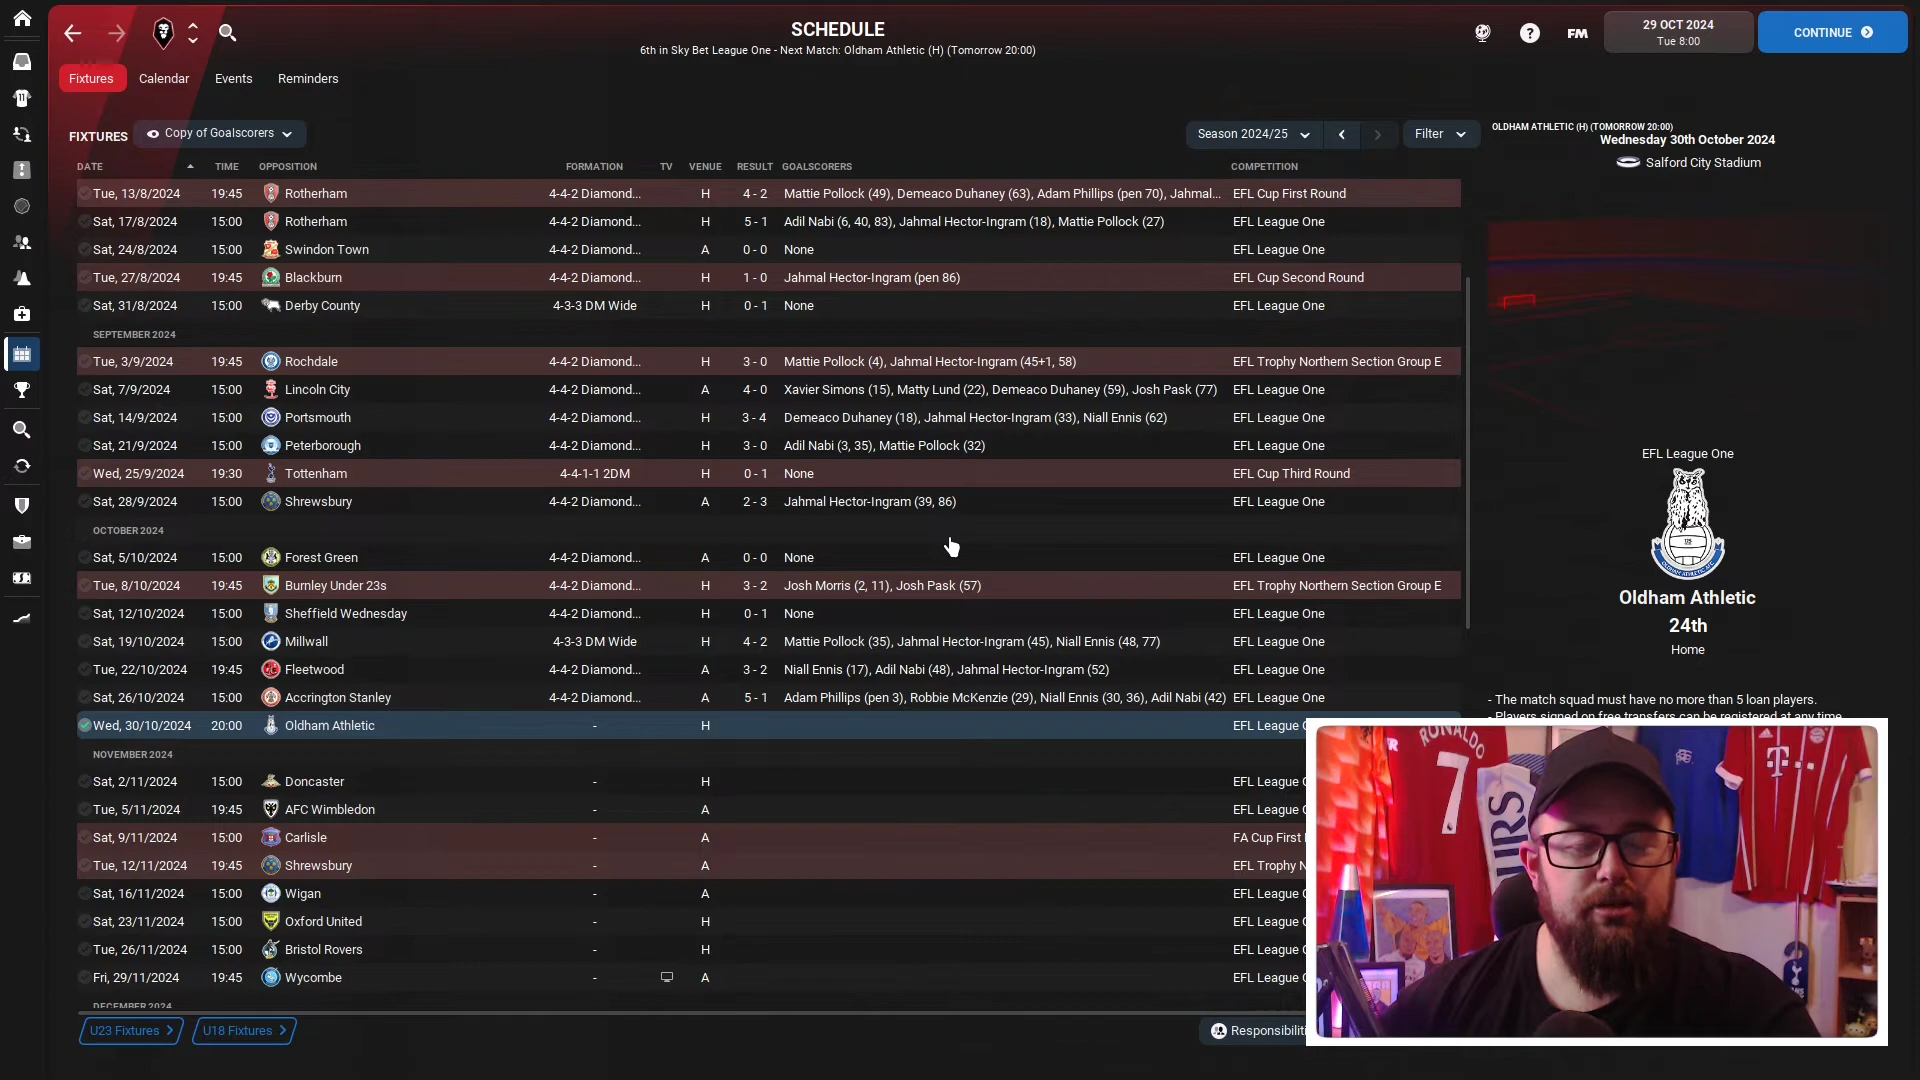 SCHEDULE
6th in Sky Bet League One - Next Match: Oldham Athletic (H) (Tomorrow 20:00)
FM
29 OCT 2024
Tue 8:00
CONTINUE
Fixtures Calendar Events Reminders
FIXTURES Copy of Goalscorers
Season 2024/25 Filter
DATE TIME OPPOSITION FORMATION TV VENUE RESULT GOALSCORERS COMPETITION
Tue, 13/8/2024 19:45 Rotherham 4-4-2 Diamond... H 4 - 2 Mattie Pollock (49), Demeaco Duhaney (63), Adam Phillips (pen 70), Jahmal... EFL Cup First Round
Sat, 17/8/2024 15:00 Rotherham 4-4-2 Diamond... H 5 - 1 Adil Nabi (6, 40, 83), Jahmal Hector-Ingram (18), Mattie Pollock (27) EFL League One
Sat, 24/8/2024 15:00 Swindon Town 4-4-2 Diamond... A 0 - 0 None EFL League One
Tue, 27/8/2024 19:45 Blackburn 4-4-2 Diamond... H 1 - 0 Jahmal Hector-Ingram (pen 86) EFL Cup Second Round
Sat, 31/8/2024 15:00 Derby County 4-3-3 DM Wide H 0 - 1 None EFL League One
SEPTEMBER 2024
Tue, 3/9/2024 19:45 Rochdale 4-4-2 Diamond... H 3 - 0 Mattie Pollock (4), Jahmal Hector-Ingram (45+1, 58) EFL Trophy Northern Section Group E
Sat, 7/9/2024 15:00 Lincoln City 4-4-2 Diamond... A 4 - 0 Xavier Simons (15), Matty Lund (22), Demeaco Duhaney (59), Josh Pask (77) EFL League One
Sat, 14/9/2024 15:00 Portsmouth 4-4-2 Diamond... H 3 - 4 Demeaco Duhaney (18), Jahmal Hector-Ingram (33), Niall Ennis (62) EFL League One
Sat, 21/9/2024 15:00 Peterborough 4-4-2 Diamond... H 3 - 0 Adil Nabi (3, 35), Mattie Pollock (32) EFL League One
Wed, 25/9/2024 19:30 Tottenham 4-4-1-1 2DM H 0 - 1 None EFL Cup Third Round
Sat, 28/9/2024 15:00 Shrewsbury 4-4-2 Diamond... A 2 - 3 Jahmal Hector-Ingram (39, 86) EFL League One
OCTOBER 2024
Sat, 5/10/2024 15:00 Forest Green 4-4-2 Diamond... A 0 - 0 None EFL League One
Tue, 8/10/2024 19:45 Burnley Under 23s 4-4-2 Diamond... H 3 - 2 Josh Morris (2, 11), Josh Pask (57) EFL Trophy Northern Section Group E
Sat, 12/10/2024 15:00 Sheffield Wednesday 4-4-2 Diamond... H 0 - 1 None EFL League One
Sat, 19/10/2024 15:00 Millwall 4-3-3 DM Wide H 4 - 2 Mattie Pollock (35), Jahmal Hector-Ingram (45), Niall Ennis (48, 77) EFL League One
Tue, 22/10/2024 19:45 Fleetwood 4-4-2 Diamond... A 3 - 2 Niall Ennis (17), Adil Nabi (48), Jahmal Hector-Ingram (52) EFL League One
Sat, 26/10/2024 15:00 Accrington Stanley 4-4-2 Diamond... A 5 - 1 Adam Phillips (pen 3), Robbie McKenzie (29), Niall Ennis (30, 36), Adil Nabi (42) EFL League One
Wed, 30/10/2024 20:00 Oldham Athletic - H EFL League
NOVEMBER 2024
Sat, 2/11/2024 15:00 Doncaster - H EFL League
Tue, 5/11/2024 19:45 AFC Wimbledon - A EFL League
Sat, 9/11/2024 15:00 Carlisle - A FA Cup First
Tue, 12/11/2024 19:45 Shrewsbury - A EFL Trophy N
Sat, 16/11/2024 15:00 Wigan - A EFL League
Sat, 23/11/2024 15:00 Oxford United - H EFL League
Tue, 26/11/2024 15:00 Bristol Rovers - H EFL League
Fri, 29/11/2024 19:45 Wycombe - A EFL League
DECEMBER 2024
U23 Fixtures U18 Fixtures
Responsibiliti
OLDHAM ATHLETIC (H) (TOMORROW 20:00)
Wednesday 30th October 2024
Salford City Stadium
EFL League One
Oldham Athletic
24th
Home
- The match squad must have no more than 5 loan players.
- Players signed on free transfers can be registered at any time
RONALDO
7
T